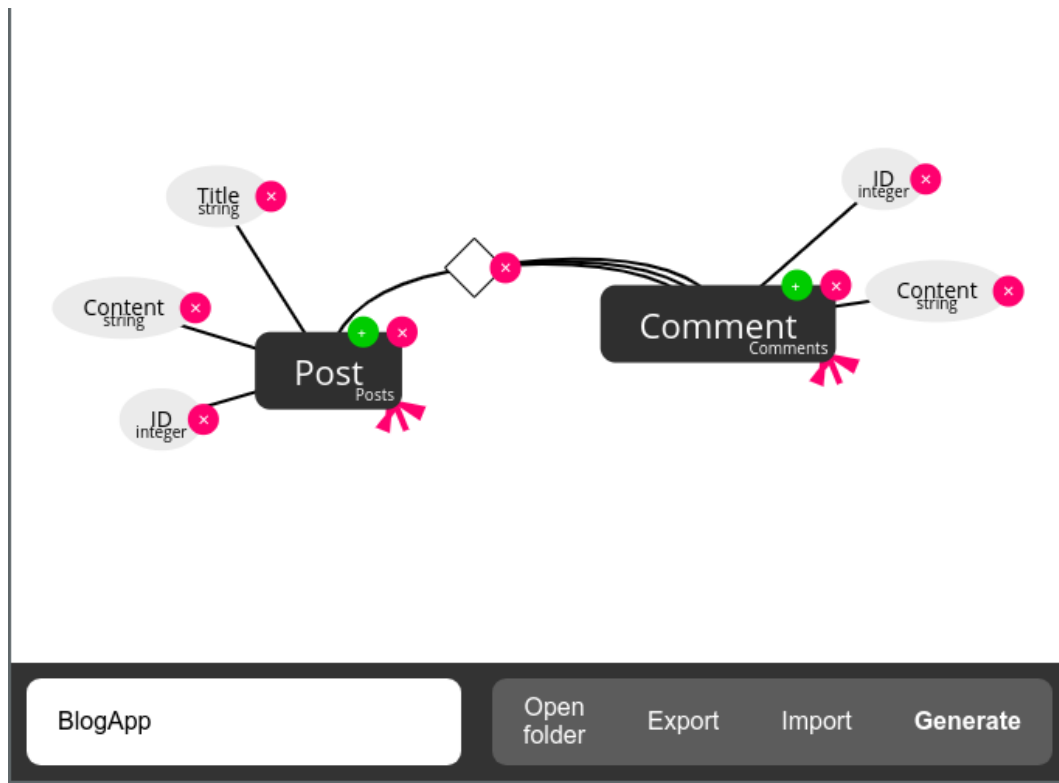 Title
string
Content
string
ID
integer
Post
Posts
+
×
Comment
Comments
+
×
ID
integer
Content
string
×
×
×
×
×
×
BlogApp
Open
folder
Export
Import
Generate